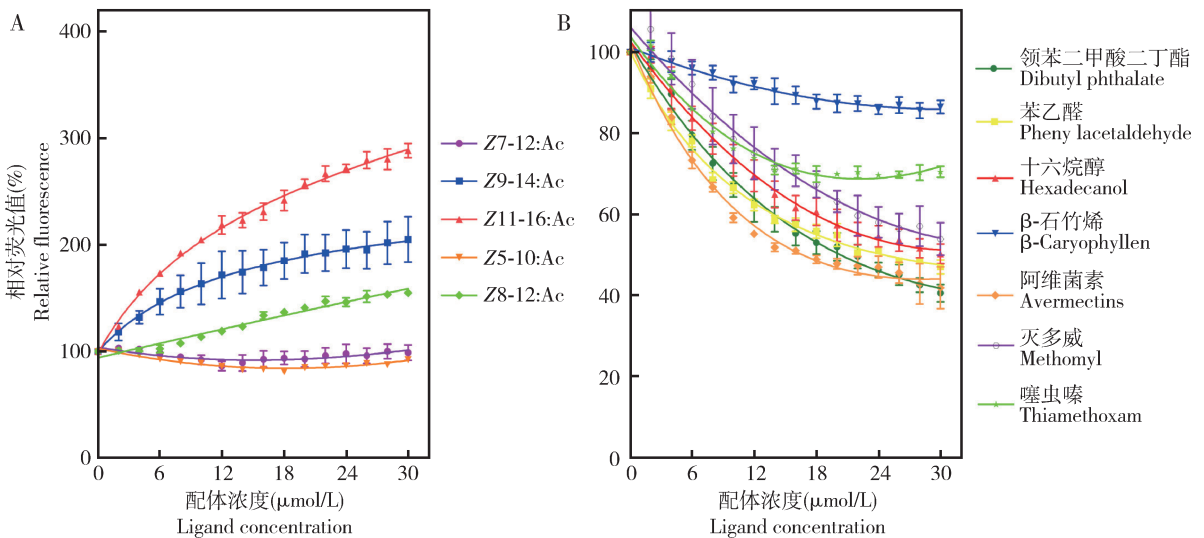 A
相对荧光值(%)
Relative fluorescence
400
300
200
100
0
0
6
12
18
24
30
配体浓度(μmol/L)
Ligand concentration
Z7-12:Ac
Z9-14:Ac
Z11-16:Ac
Z5-10:Ac
Z8-12:Ac
B
100
80
60
40
20
0
0
6
12
18
24
30
配体浓度(μmol/L)
Ligand concentration
领苯二甲酸二丁酯
Dibutyl phthalate
苯乙醛
Pheny lacetaldehyde
十六烷醇
Hexadecanol
β-石竹烯
β-Caryophyllen
阿维菌素
Avermectins
灭多威
Methomyl
噻虫嗪
Thiamethoxam